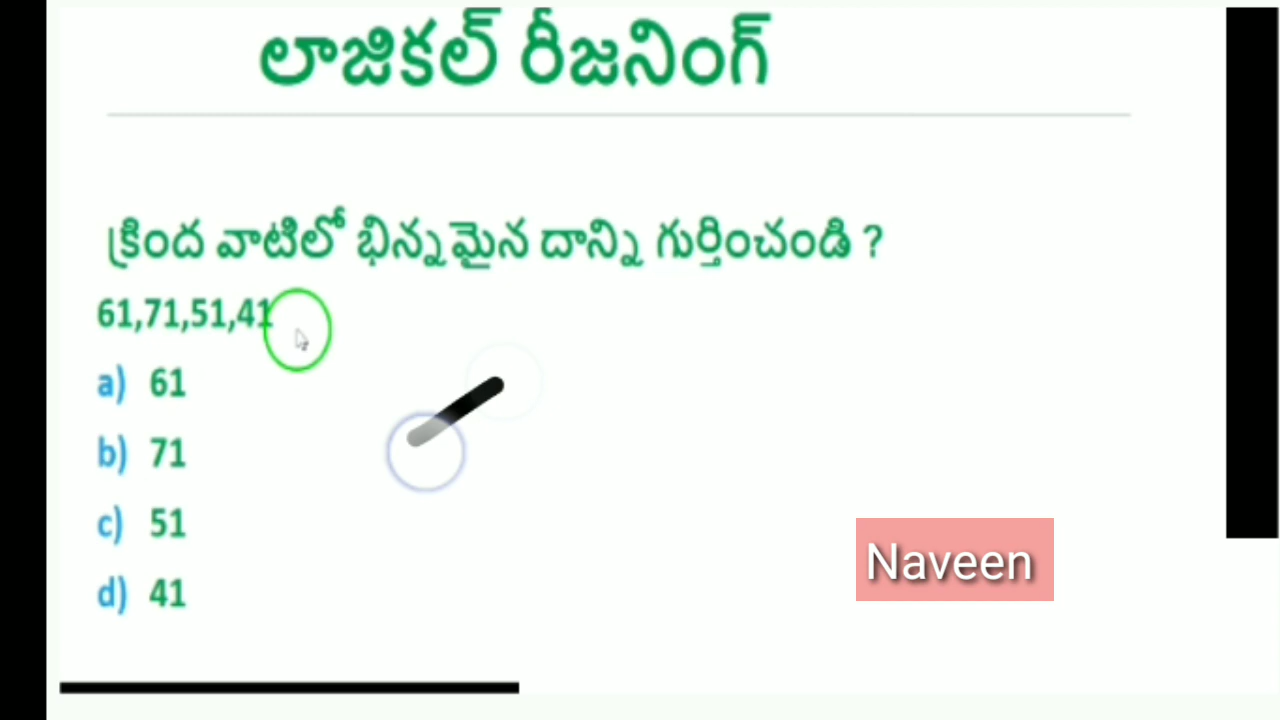 లాజికల్ రీజనింగ్
క్రింద వాటిలో భిన్నమైన దాన్ని గుర్తించండి ?
61,71,51,41
a) 61
b) 71
c) 51
d) 41
Naveen